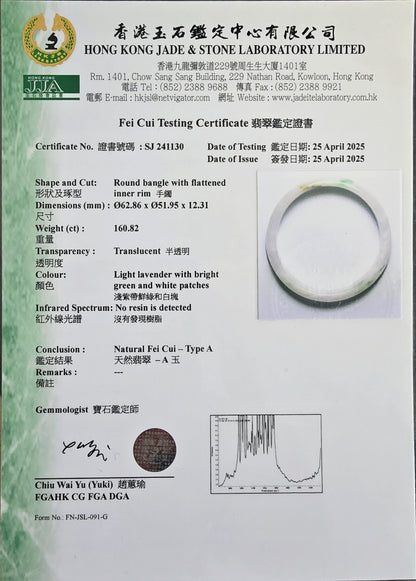 香港玉石鑑定中心有限公司
HONG KONG JADE & STONE LABORATORY LIMITED
香港九龍彌敦道229號周生生大廈1401室
Rm. 1401, Chow Sang Sang Building, 229 Nathan Road, Kowloon, Hong Kong
電話 Tel : (852) 2388 9688 傳真 Fax : (852) 2388 9921
電郵 E-mail : hkjsl@netvigator.com 網址 Website : www.jadeitelaboratory.com.hk
HONG KONG
JJA
Fei Cui Testing Certificate 翡翠鑑定證書
Certificate No. 證書號碼 : SJ 241130
Date of Testing 鑑定日期: 25 April 2025
Date of Issue 簽發日期: 25 April 2025
Shape and Cut: Round bangle with flattened
形狀及琢型 inner rim 手鐲
Dimensions (mm) : Ø62.86 x Ø51.95 x 12.31
尺寸
Weight (ct) : 160.82
重量
Transparency : Translucent 半透明
透明度
Colour: Light lavender with bright
顏色 green and white patches
淺紫帶鮮綠和白塊
Infrared Spectrum: No resin is detected
紅外線光譜 沒有發現樹脂
Conclusion : Natural Fei Cui – Type A
鑑定結果 天然翡翠 – A 玉
Remarks : ---
備註
Gemmologist 寶石鑑定師
Chiu Wai Yu (Yuki) 趙蕙瑜
FGAHK CG FGA DGA
Form No.: FN-JSL-091-G